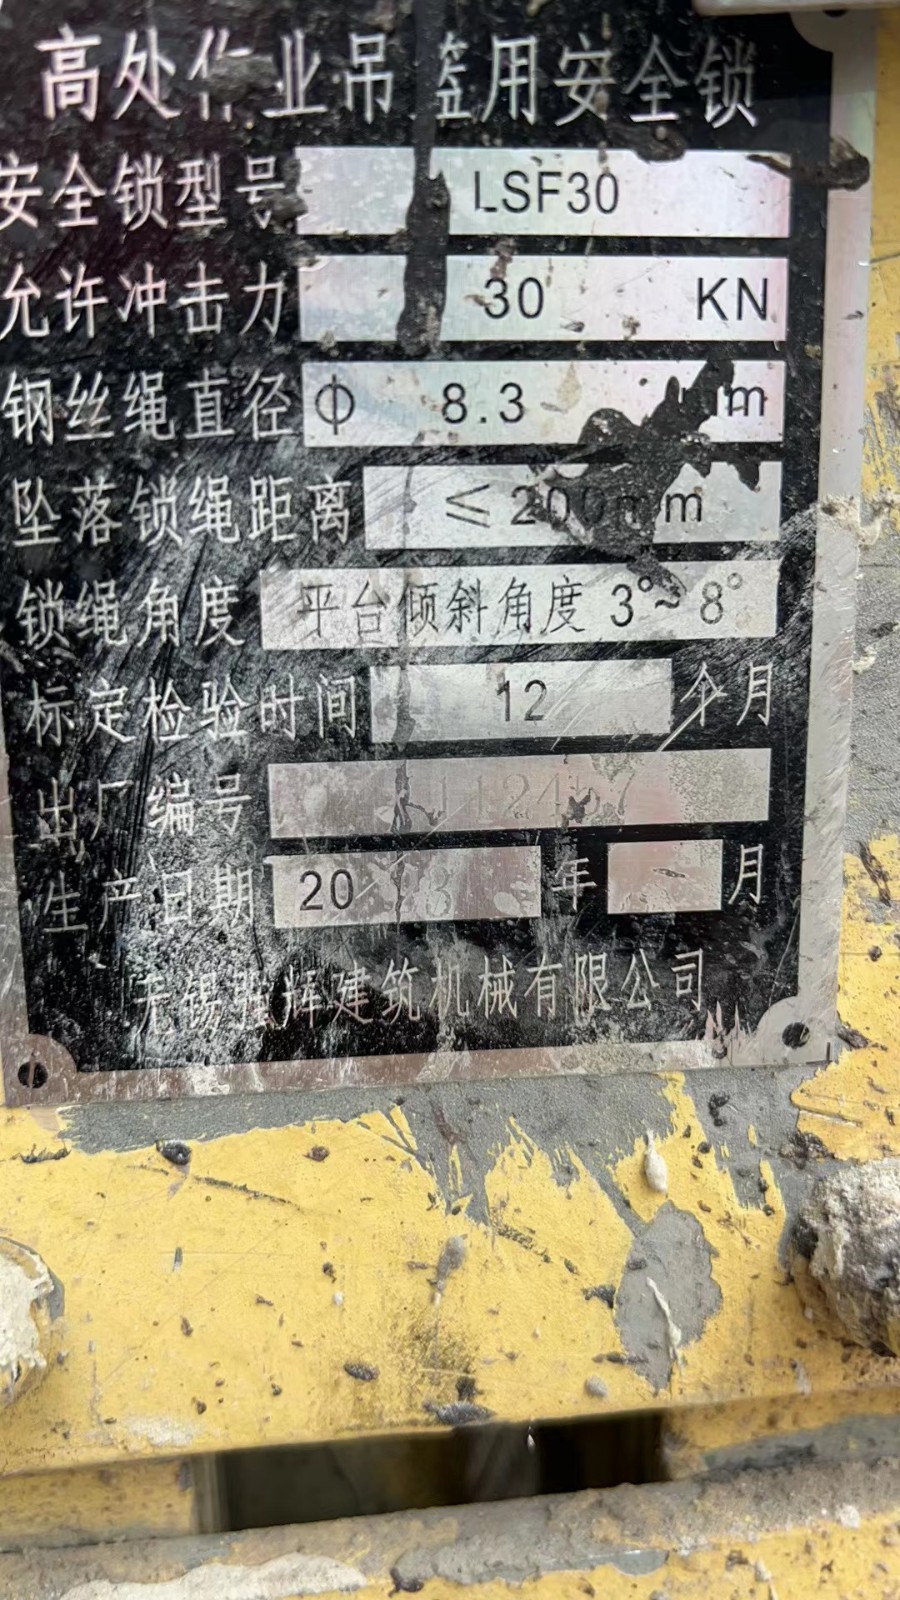 高处作业吊篮用安全锁
安全锁型号 LSF30
允许冲击力 30 KN
钢丝绳直径 Φ 8.3 mm
坠落锁绳距离 ≤200mm
锁绳角度 平台倾斜角度 3°~8°
标定检验时间 12 个月
出厂编号
生产日期 20 年 月
建筑机械有限公司